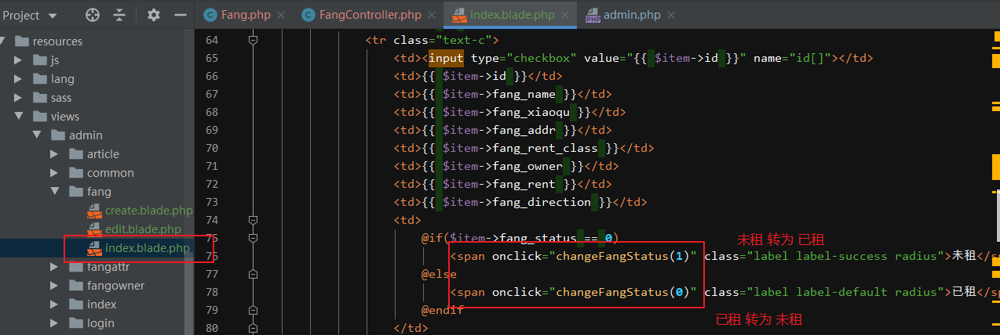 Project
Fang.php
FangController.php
index.blade.php
admin.php
resources
js
lang
sass
views
admin
article
common
fang
create.blade.php
edit.blade.php
index.blade.php
fangattr
fangowner
index
login
64 <tr class="text-c">
65 <td><input type="checkbox" value="{{ $item->id }}" name="id[]"></td>
66 <td>{{ $item->id }}</td>
67 <td>{{ $item->fang_name }}</td>
68 <td>{{ $item->fang_xiaoqu }}</td>
69 <td>{{ $item->fang_addr }}</td>
70 <td>{{ $item->fang_rent_class }}</td>
71 <td>{{ $item->fang_owner }}</td>
72 <td>{{ $item->fang_rent }}</td>
73 <td>{{ $item->fang_direction }}</td>
74 <td>
75 @if($item->fang_status == 0)
未租 转为 已租
76 <span onclick="changeFangStatus(1)" class="label label-success radius">未租</s
77 @else
78 <span onclick="changeFangStatus(0)" class="label label-default radius">已租</sp
79 @endif
已租 转为 未租
80 </td>